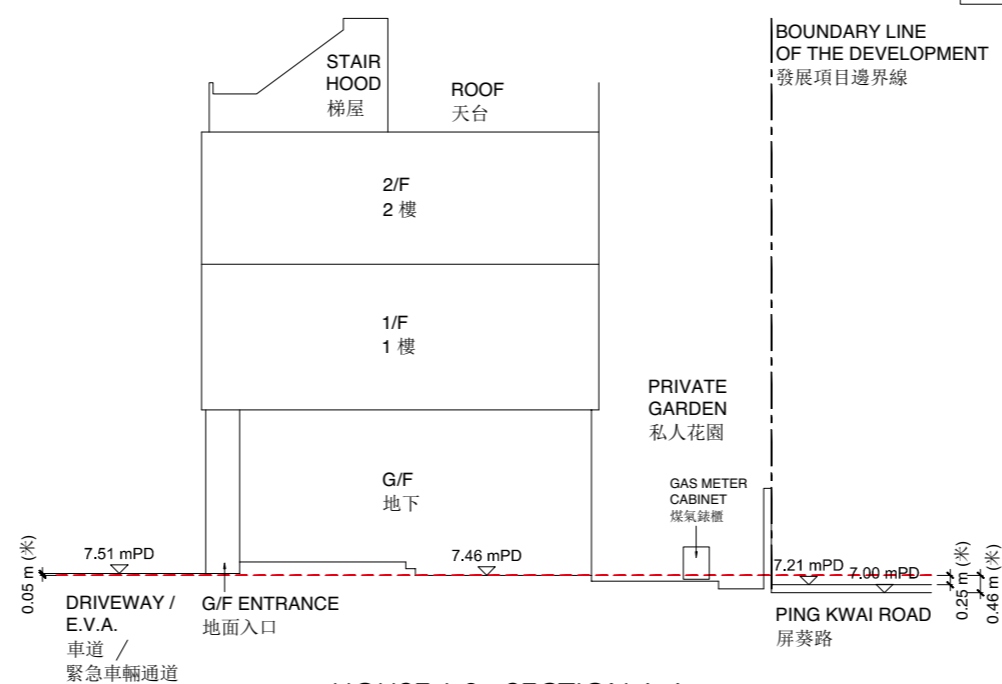 BOUNDARY LINE
OF THE DEVELOPMENT
發展項目邊界線
STAIR
HOOD
梯屋
ROOF
天台
2/F
2 樓
1/F
1 樓
PRIVATE
GARDEN
私人花園
G/F
地下
GAS METER
CABINET
煤氣錶櫃
0.05 m (米)
7.51 mPD
7.46 mPD
7.21 mPD
7.00 mPD
0.25 m (米)
0.46 m (米)
DRIVEWAY /
E.V.A.
車道 /
緊急車輛通道
G/F ENTRANCE
地面入口
PING KWAI ROAD
屏葵路